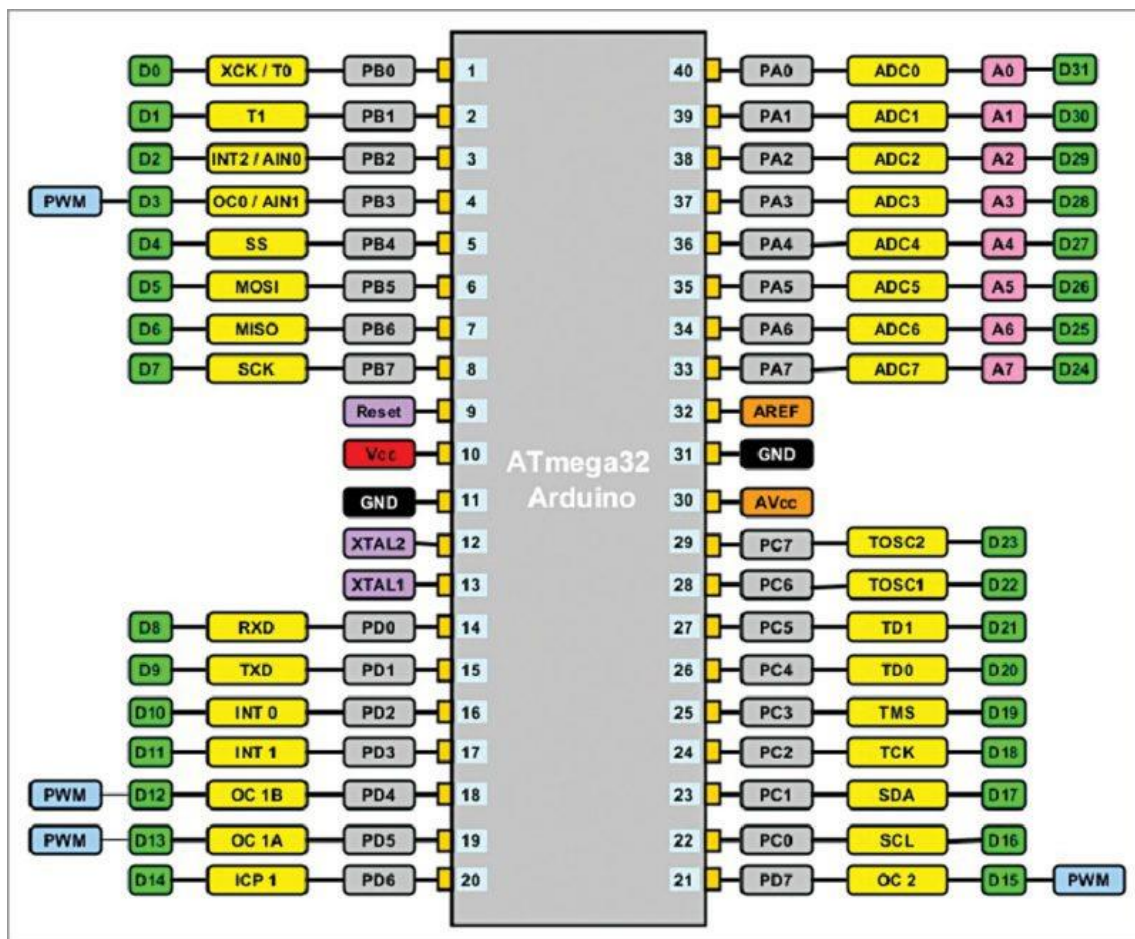 D0 XCK / T0 PB0 1 40 PA0 ADC0 A0 D31
D1 T1 PB1 2 39 PA1 ADC1 A1 D30
D2 INT2 / AIN0 PB2 3 38 PA2 ADC2 A2 D29
PWM D3 OC0 / AIN1 PB3 4 37 PA3 ADC3 A3 D28
D4 SS PB4 5 36 PA4 ADC4 A4 D27
D5 MOSI PB5 6 35 PA5 ADC5 A5 D26
D6 MISO PB6 7 34 PA6 ADC6 A6 D25
D7 SCK PB7 8 33 PA7 ADC7 A7 D24
Reset 9 32 AREF
Vcc 10 31 GND
ATmega32
Arduino
GND 11 30 AVcc
XTAL2 12 29 PC7 TOSC2 D23
XTAL1 13 28 PC6 TOSC1 D22
D8 RXD PD0 14 27 PC5 TD1 D21
D9 TXD PD1 15 26 PC4 TD0 D20
D10 INT 0 PD2 16 25 PC3 TMS D19
D11 INT 1 PD3 17 24 PC2 TCK D18
PWM D12 OC 1B PD4 18 23 PC1 SDA D17
PWM D13 OC 1A PD5 19 22 PC0 SCL D16
D14 ICP 1 PD6 20 21 PD7 OC 2 D15 PWM